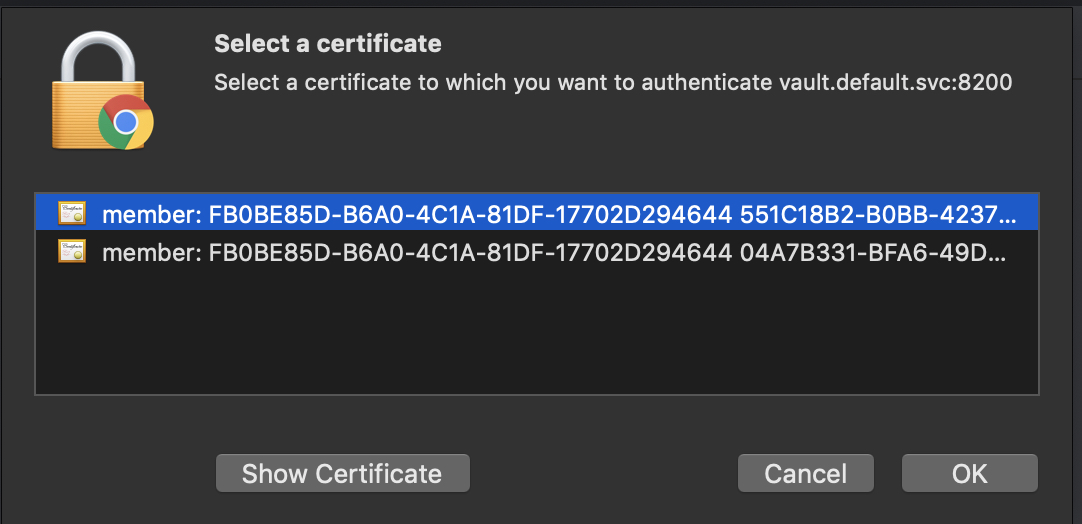 Select a certificate
Select a certificate to which you want to authenticate vault.default.svc:8200
member: FB0BE85D-B6A0-4C1A-81DF-17702D294644 551C18B2-B0BB-4237...
member: FB0BE85D-B6A0-4C1A-81DF-17702D294644 04A7B331-BFA6-49D...
Show Certificate
Cancel
OK